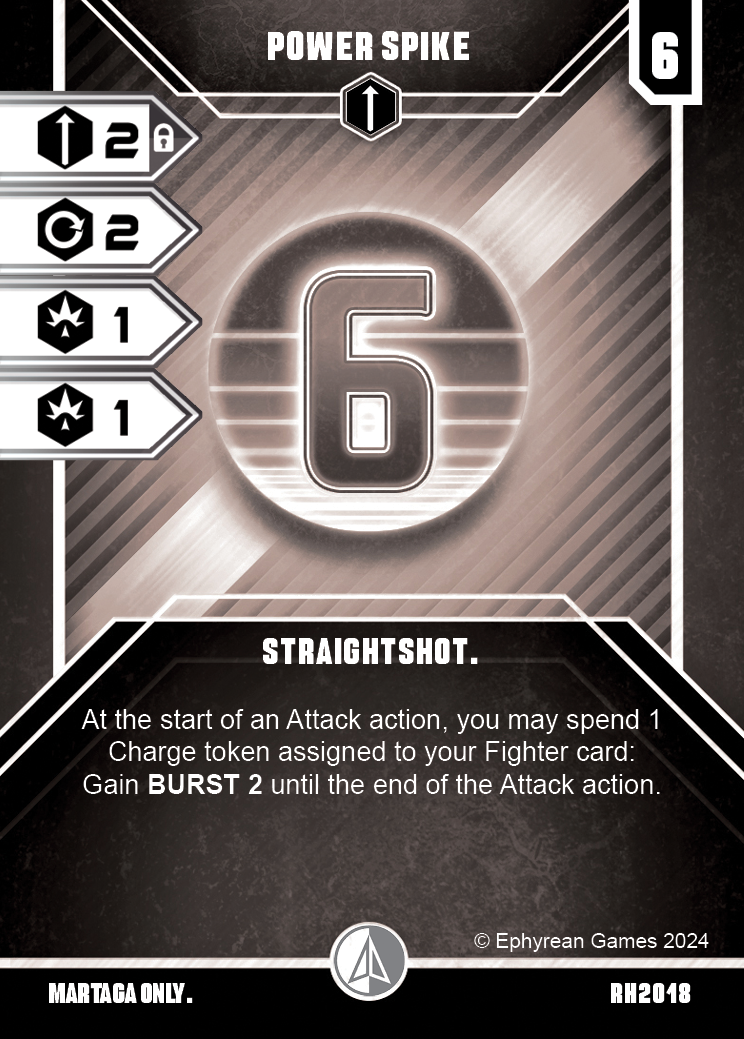 POWER SPIKE
6
2
2
1
1
6
STRAIGHTSHOT.
At the start of an Attack action, you may spend 1
Charge token assigned to your Fighter card:
Gain BURST 2 until the end of the Attack action.
© Ephyrean Games 2024
MARTAGA ONLY.
RH2018